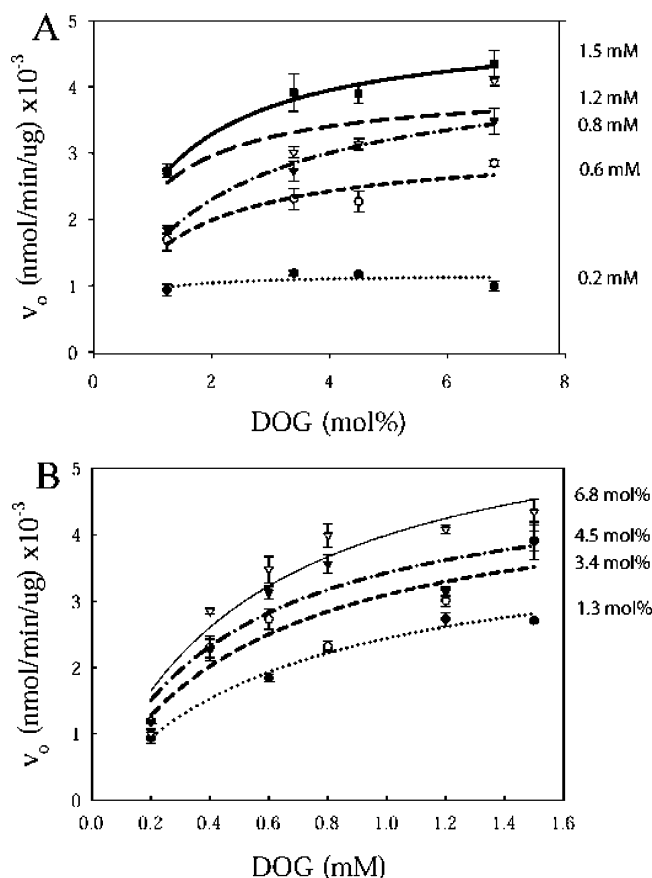 A
5
4
3
2
1
0
v₀ (nmol/min/ug) x10⁻³
0 2 4 6 8
DOG (mol%)
1.5 mM
1.2 mM
0.8 mM
0.6 mM
0.2 mM
B
5
4
3
2
1
0
v₀ (nmol/min/ug) x10⁻³
0.0 0.2 0.4 0.6 0.8 1.0 1.2 1.4 1.6
DOG (mM)
6.8 mol%
4.5 mol%
3.4 mol%
1.3 mol%